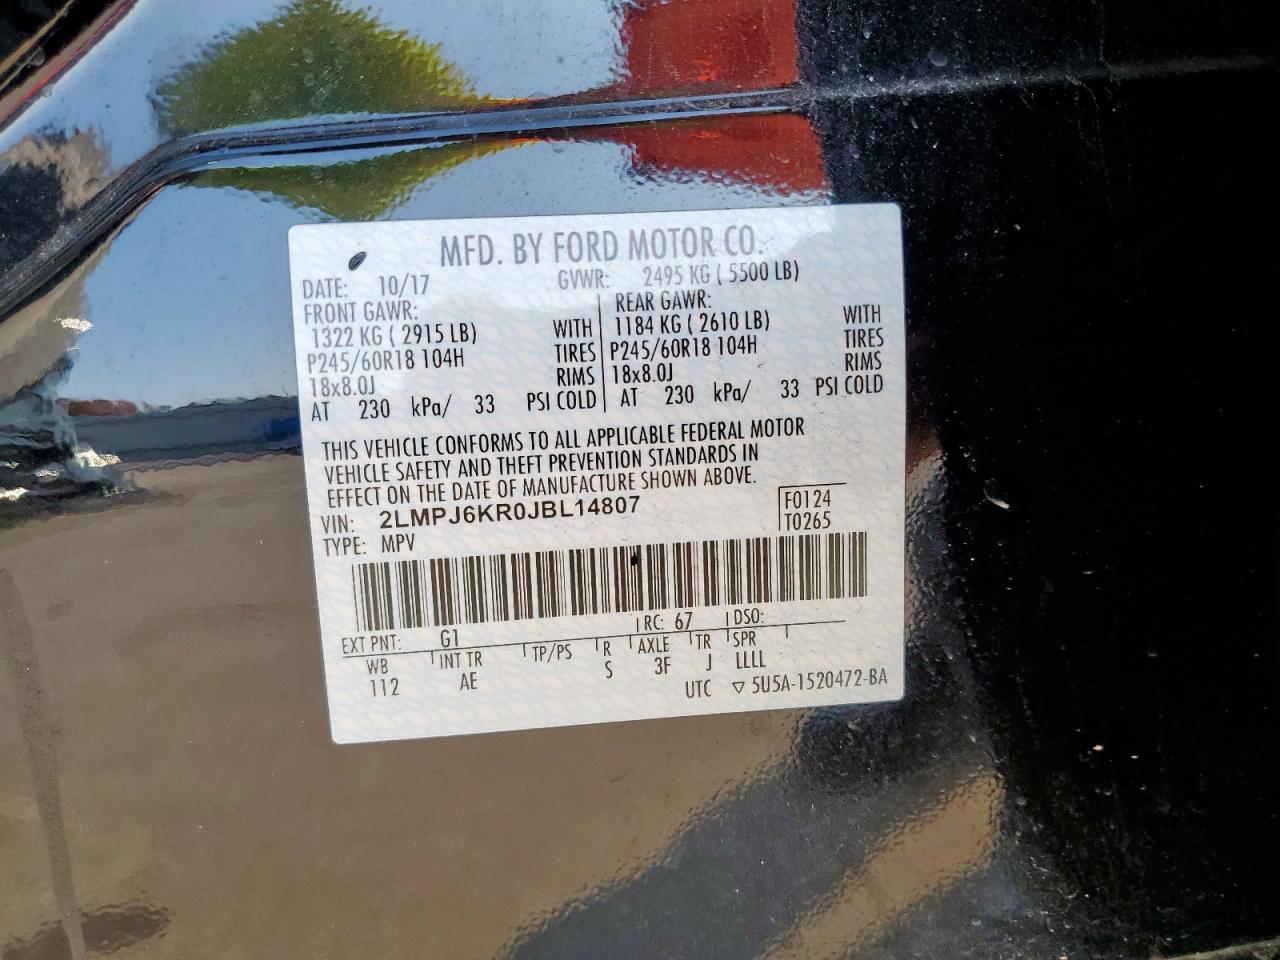 MFD. BY FORD MOTOR CO.
DATE: 10/17 GVWR: 2495 KG ( 5500 LB)
FRONT GAWR: REAR GAWR:
1322 KG ( 2915 LB) WITH 1184 KG ( 2610 LB) WITH
P245/60R18 104H TIRES P245/60R18 104H TIRES
18x8.0J RIMS 18x8.0J RIMS
AT 230 kPa/ 33 PSI COLD AT 230 kPa/ 33 PSI COLD
THIS VEHICLE CONFORMS TO ALL APPLICABLE FEDERAL MOTOR
VEHICLE SAFETY AND THEFT PREVENTION STANDARDS IN
EFFECT ON THE DATE OF MANUFACTURE SHOWN ABOVE.
VIN: 2LMPJ6KR0JBL14807 F0124
TYPE: MPV T0265
EXT PNT: G1 RC: 67 DSO:
WB INT TR TP/PS R AXLE TR SPR
112 AE S 3F J LLLL
UTC ▽ 5U5A-1520472-BA